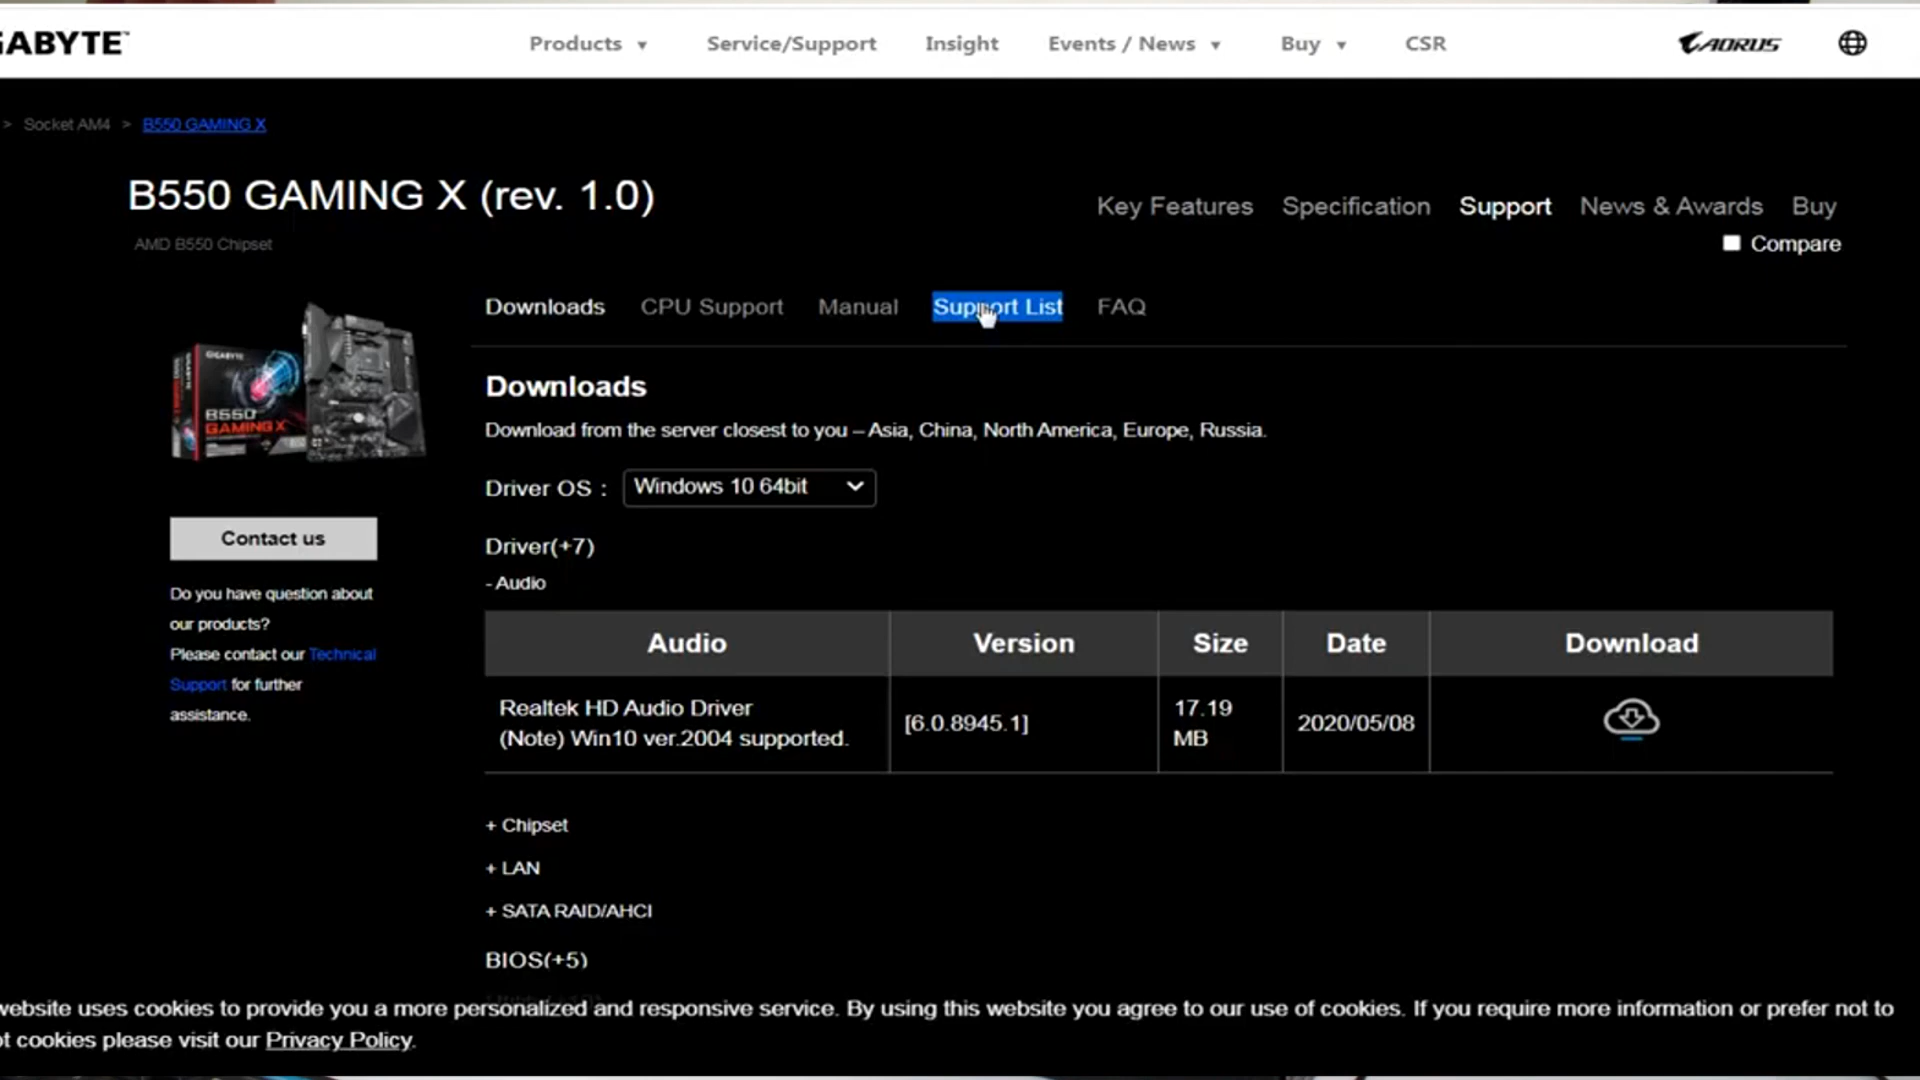 GABYTE™
Products ▼ Service/Support Insight Events / News ▼ Buy ▼ CSR AORUS
> Socket AM4 > B550 GAMING X
B550 GAMING X (rev. 1.0)
AMD B550 Chipset
Key Features Specification Support News & Awards Buy
Compare
Downloads CPU Support Manual Support List FAQ
GIGABYTE
B550
GAMING X
Contact us
Do you have question about
our products?
Please contact our Technical
Support for further
assistance.
Downloads
Download from the server closest to you – Asia, China, North America, Europe, Russia.
Driver OS : Windows 10 64bit
Driver(+7)
- Audio
Audio Version Size Date Download
Realtek HD Audio Driver
(Note) Win10 ver.2004 supported.
[6.0.8945.1]
17.19
MB
2020/05/08
+ Chipset
+ LAN
+ SATA RAID/AHCI
BIOS(+5)
website uses cookies to provide you a more personalized and responsive service. By using this website you agree to our use of cookies. If you require more information or prefer not to
t cookies please visit our Privacy Policy.